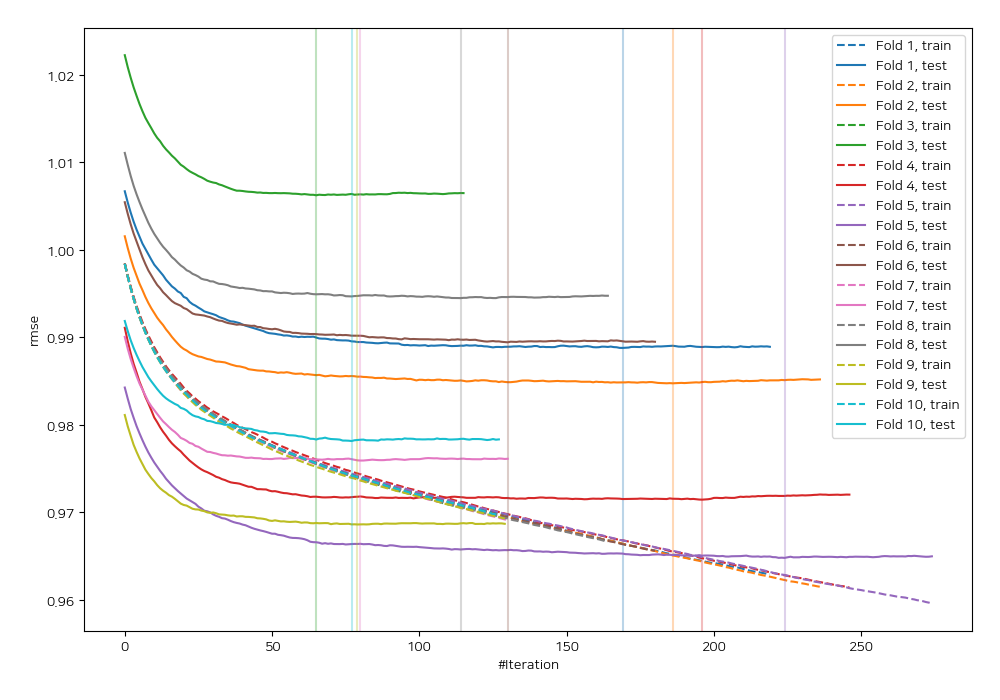 Fold 1, train
Fold 1, test
Fold 2, train
Fold 2, test
Fold 3, train
Fold 3, test
Fold 4, train
Fold 4, test
Fold 5, train
Fold 5, test
Fold 6, train
Fold 6, test
Fold 7, train
Fold 7, test
Fold 8, train
Fold 8, test
Fold 9, train
Fold 9, test
Fold 10, train
Fold 10, test
1,02
1,01
1,00
0,99
0,98
0,97
0,96
rmse
0 50 100 150 200 250
#Iteration